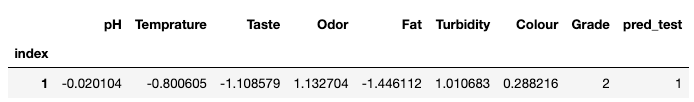 pH Temprature Taste Odor Fat Turbidity Colour Grade pred_test
index
1 -0.020104 -0.800605 -1.108579 1.132704 -1.446112 1.010683 0.288216 2 1